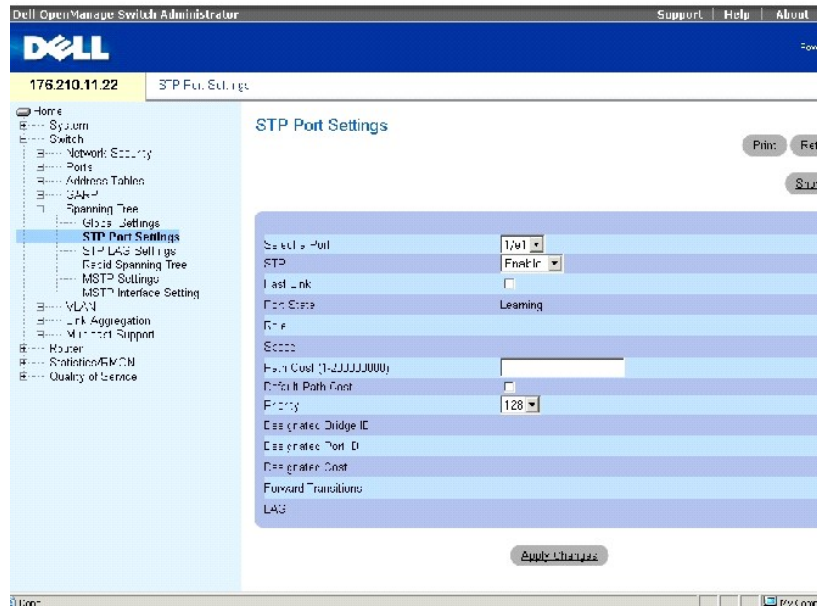 Dell OpenManage Switch Administrator
Support | Help | About
DELL
176.210.11.22
STP Port Settings
Home
System
Switch
Network Security
Ports
Address Tables
GARP
Spanning Tree
Global Settings
STP Port Settings
STP LAG Settings
Rapid Spanning Tree
MSTP Settings
MSTP Interface Setting
VLAN
Link Aggregation
Multicast Support
Router
Statistics/RMON
Quality of Service
STP Port Settings
Print
Select a Port
1/e1
STP
Enable
Fast Link
Port State
Learning
Role
Speed
Path Cost (1-200000000)
Default Path Cost
Priority
128
Designated Bridge ID
Designated Port ID
Designated Cost
Forward Transitions
LAG
Apply Changes
Done